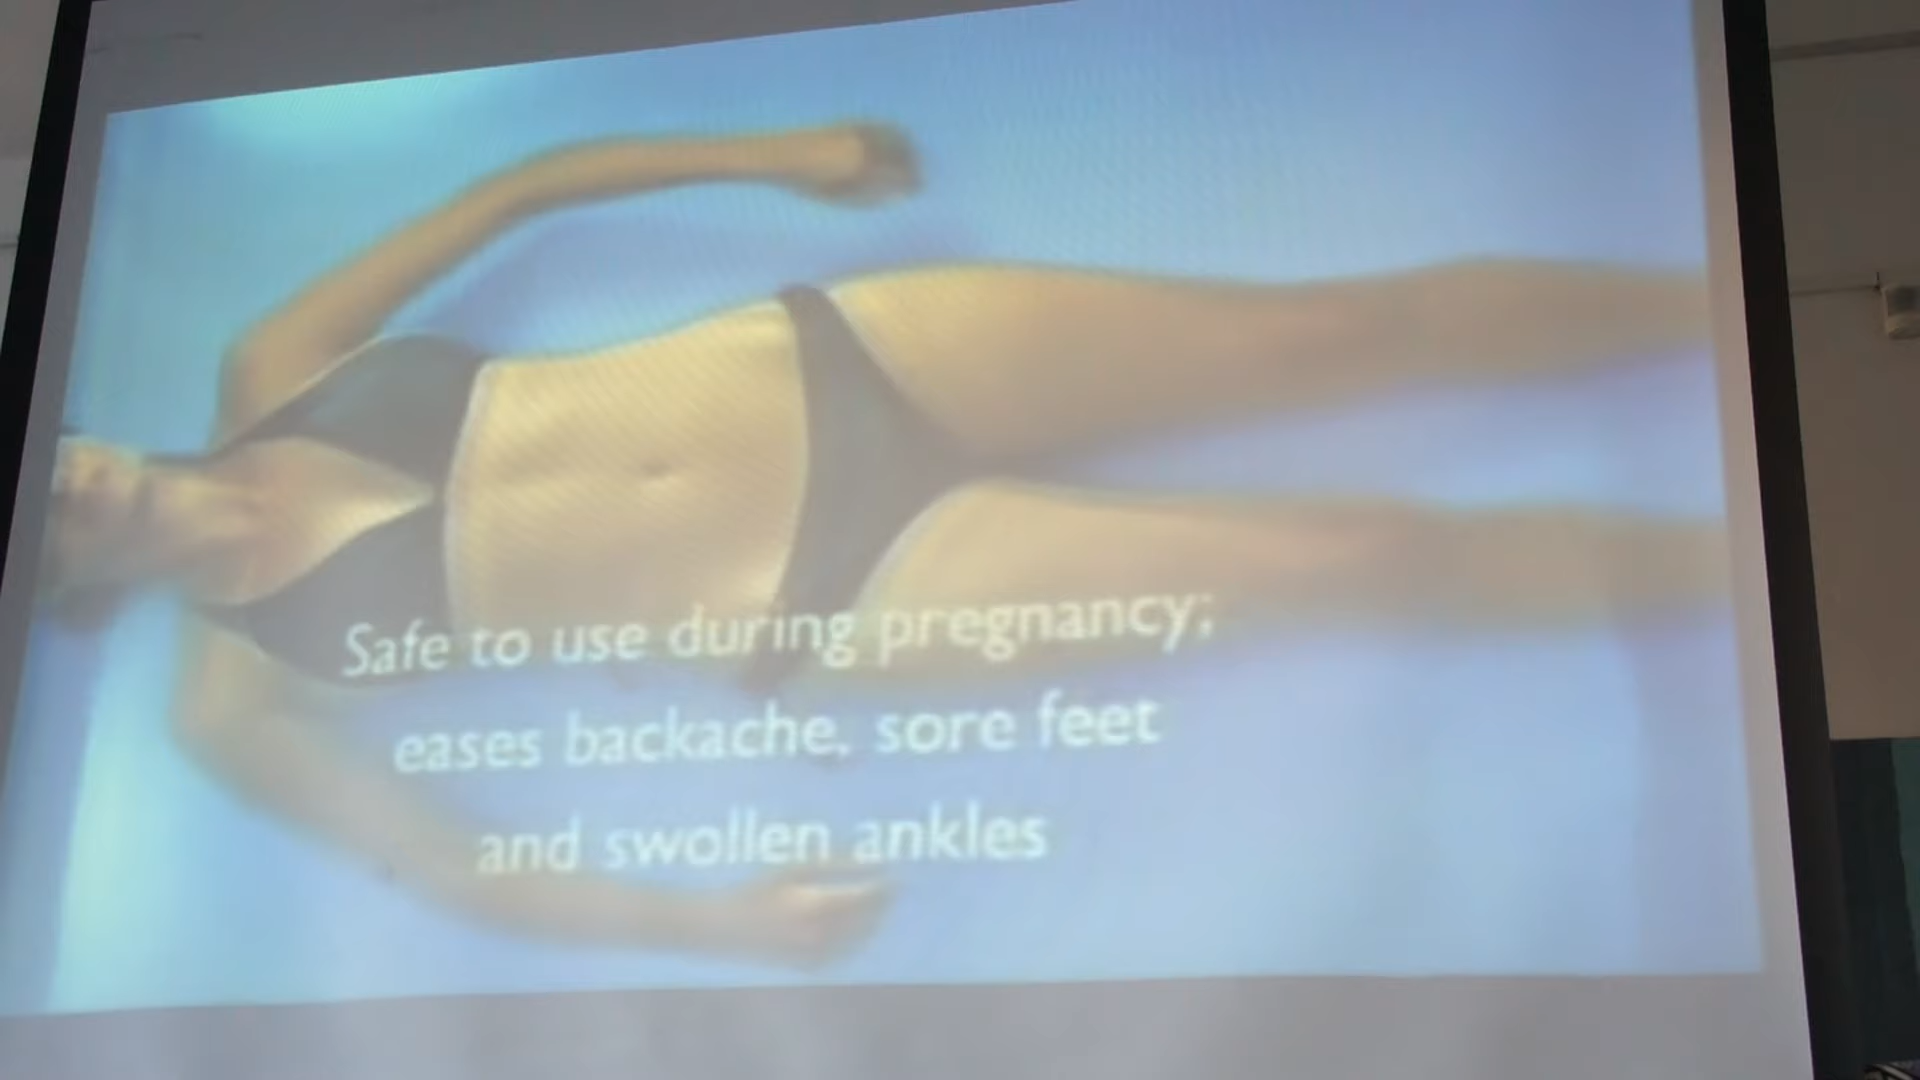 Safe to use during pregnancy;
eases backache, sore feet
and swollen ankles